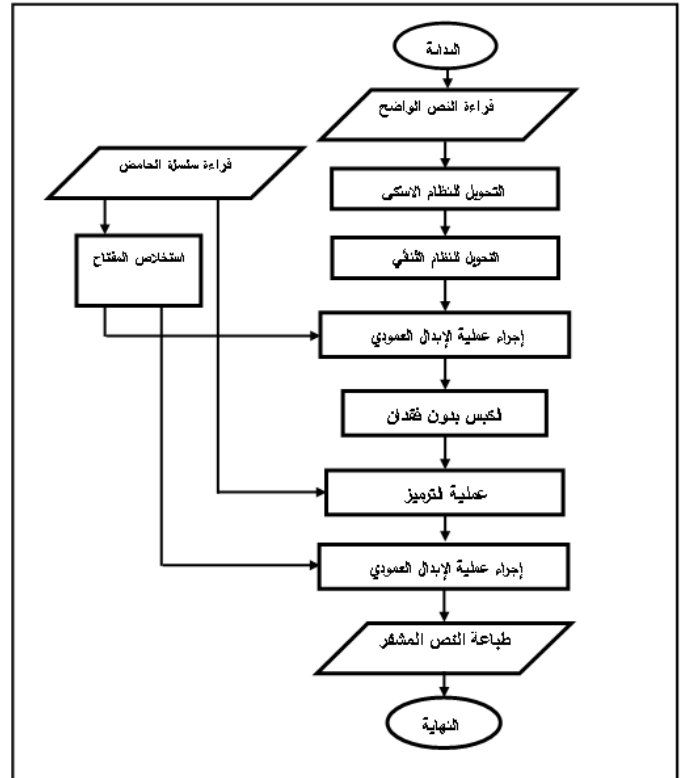 البداية
قراءة النص الواضح
قراءة سلسلة الحامض
التحويل للنظام الاسكي
استخلاص المفتاح
التحويل للنظام الثنائي
إجراء عملية الإبدال العمودي
الكبس بدون فقدان
عملية الترميز
إجراء عملية الإبدال العمودي
طباعة النص المشفر
النهاية